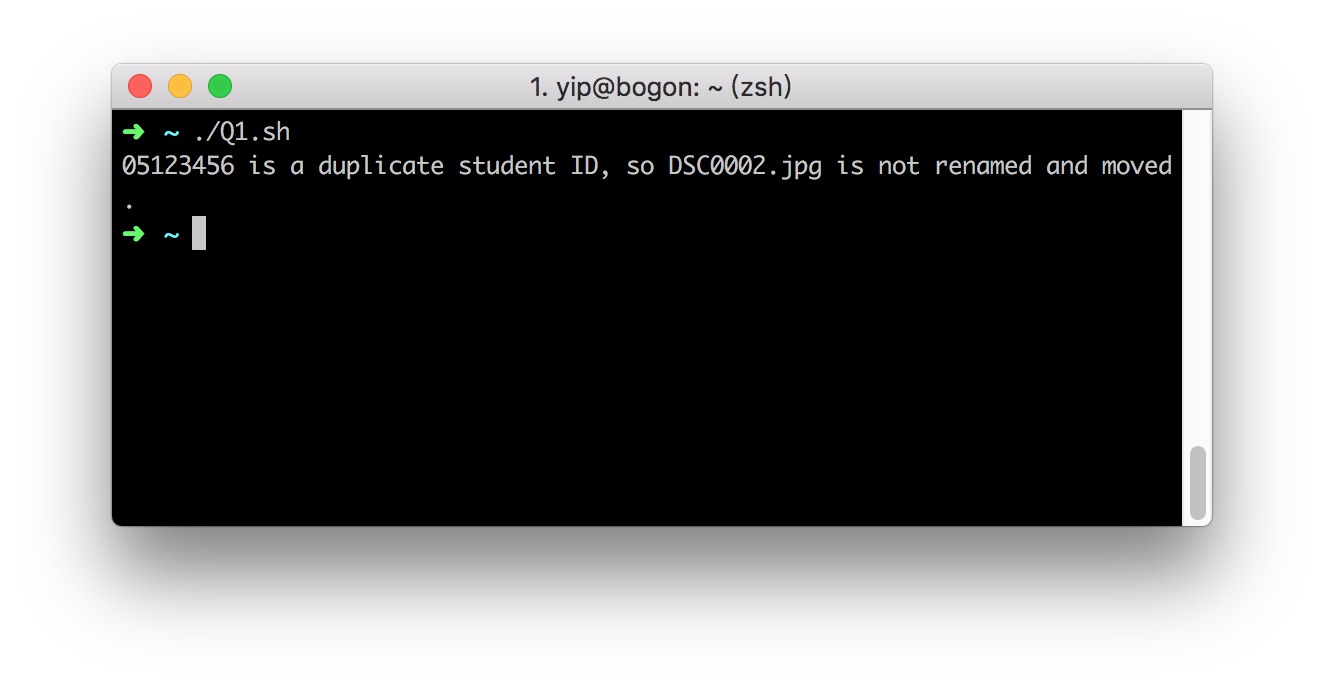 1. yip@bogon: ~ (zsh)
➜ ~ ./Q1.sh
05123456 is a duplicate student ID, so DSC0002.jpg is not renamed and moved
.
➜ ~